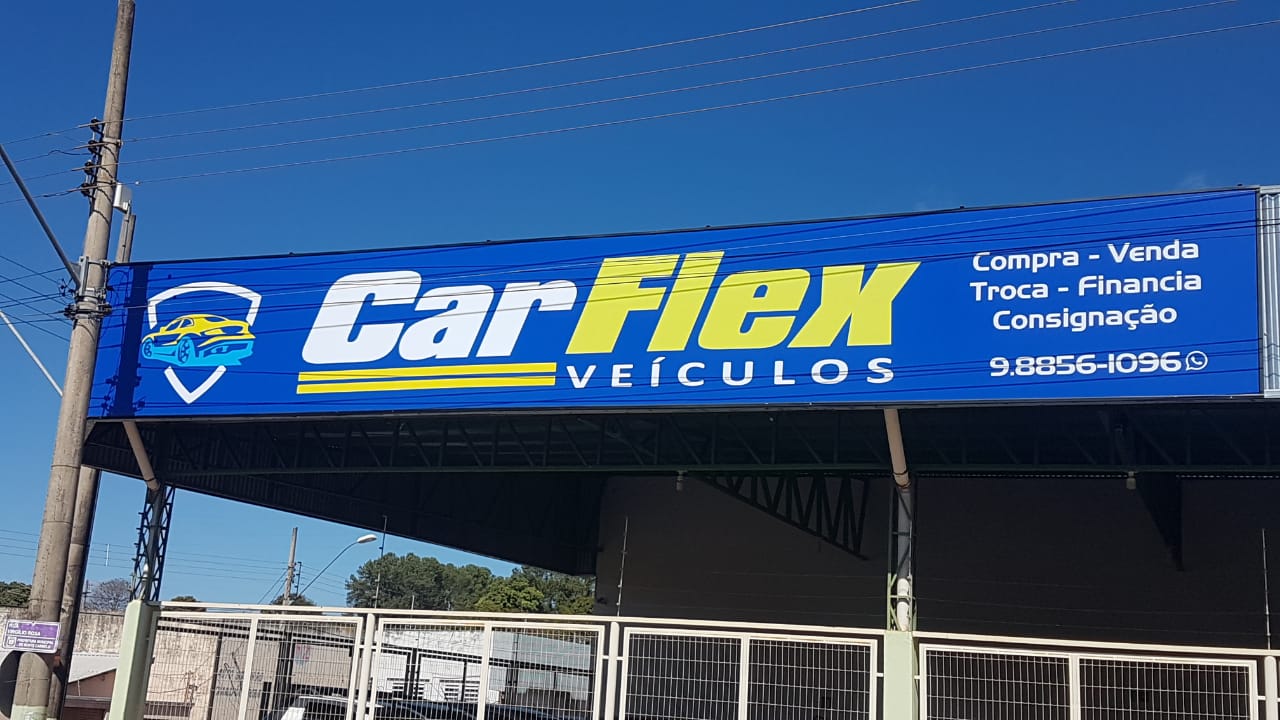 CarFlex
VEÍCULOS
Compra - Venda
Troca - Financia
Consignação
9.8856-1096